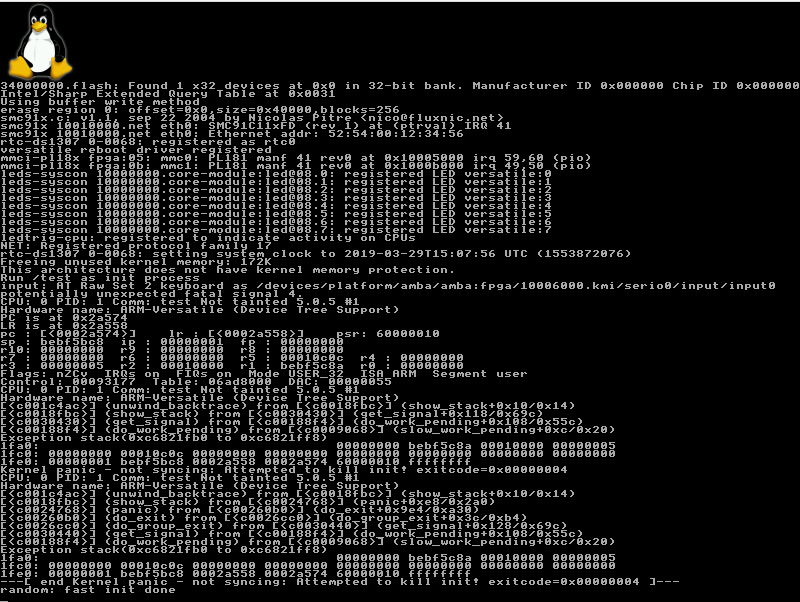 34000000.flash: Found 1 x32 devices at 0x0 in 32-bit bank. Manufacturer ID 0x000000 Chip ID 0x000000
Intel/Sharp Extended Query Table at 0x0031
Using buffer write method
erase region 0: offset=0x0,size=0x40000,blocks=256
smc91x.c: v1.1, sep 22 2004 by Nicolas Pitre <nico@fluxnic.net>
smc91x 10010000.net eth0: SMC91C11xFD (rev 1) at (ptrval) IRQ 41
smc91x 10010000.net eth0: Ethernet addr: 52:54:00:12:34:56
rtc-ds1307 0-0068: registered as rtc0
versatile reboot driver registered
mmci-pl18x fpga:05: mmc0: PL181 manf 41 rev0 at 0x10005000 irq 59,60 (pio)
mmci-pl18x fpga:0b: mmc1: PL181 manf 41 rev0 at 0x1000b000 irq 49,50 (pio)
leds-syscon 10000000.core-module:led@08.0: registered LED versatile:0
leds-syscon 10000000.core-module:led@08.1: registered LED versatile:1
leds-syscon 10000000.core-module:led@08.2: registered LED versatile:2
leds-syscon 10000000.core-module:led@08.3: registered LED versatile:3
leds-syscon 10000000.core-module:led@08.4: registered LED versatile:4
leds-syscon 10000000.core-module:led@08.5: registered LED versatile:5
leds-syscon 10000000.core-module:led@08.6: registered LED versatile:6
leds-syscon 10000000.core-module:led@08.7: registered LED versatile:7
ledtrig-cpu: registered to indicate activity on CPUs
NET: Registered protocol family 17
rtc-ds1307 0-0068: setting system clock to 2019-03-29T15:07:56 UTC (1553872076)
Freeing unused kernel memory: 172K
This architecture does not have kernel memory protection.
Run /test as init process
input: AT Raw Set 2 keyboard as /devices/platform/amba/amba:fpga/10006000.kmi/serio0/input/input0
potentially unexpected fatal signal 4.
CPU: 0 PID: 1 Comm: test Not tainted 5.0.5 #1
Hardware name: ARM-Versatile (Device Tree Support)
PC is at 0x2a574
LR is at 0x2a558
pc : [<0002a574>]    lr : [<0002a558>]    psr: 60000010
sp : bebf5bc8  ip : 00000001  fp : 00000000
r10: 00000000  r9 : 00000000  r8 : 00000000
r7 : 00000000  r6 : 00000000  r5 : 00010c0c  r4 : 00000000
r3 : 00000005  r2 : 00010000  r1 : bebf5c8a  r0 : 00000000
Flags: nZCv  IRQs on  FIQs on  Mode USER_32  ISA ARM  Segment user
Control: 00093177  Table: 06ad8000  DAC: 00000055
CPU: 0 PID: 1 Comm: test Not tainted 5.0.5 #1
Hardware name: ARM-Versatile (Device Tree Support)
[<c001c4ac>] (unwind_backtrace) from [<c0018fbc>] (show_stack+0x10/0x14)
[<c0018fbc>] (show_stack) from [<c0030430>] (get_signal+0x118/0x69c)
[<c0030430>] (get_signal) from [<c00188f4>] (do_work_pending+0x108/0x55c)
[<c00188f4>] (do_work_pending) from [<c0009068>] (slow_work_pending+0xc/0x20)
Exception stack(0xc6821fb0 to 0xc6821ff8)
1fa0:                                     00000000 bebf5c8a 00010000 00000005
1fc0: 00000000 00010c0c 00000000 00000000 00000000 00000000 00000000 00000000
1fe0: 00000001 bebf5bc8 0002a558 0002a574 60000010 ffffffff
Kernel panic - not syncing: Attempted to kill init! exitcode=0x00000004
CPU: 0 PID: 1 Comm: test Not tainted 5.0.5 #1
Hardware name: ARM-Versatile (Device Tree Support)
[<c001c4ac>] (unwind_backtrace) from [<c0018fbc>] (show_stack+0x10/0x14)
[<c0018fbc>] (show_stack) from [<c0024768>] (panic+0xe8/0x2a0)
[<c0024768>] (panic) from [<c00260b0>] (do_exit+0x9e4/0xa30)
[<c00260b0>] (do_exit) from [<c0026cc0>] (do_group_exit+0x3c/0xb4)
[<c0026cc0>] (do_group_exit) from [<c0030440>] (get_signal+0x128/0x69c)
[<c0030440>] (get_signal) from [<c00188f4>] (do_work_pending+0x108/0x55c)
[<c00188f4>] (do_work_pending) from [<c0009068>] (slow_work_pending+0xc/0x20)
Exception stack(0xc6821fb0 to 0xc6821ff8)
1fa0:                                     00000000 bebf5c8a 00010000 00000005
1fc0: 00000000 00010c0c 00000000 00000000 00000000 00000000 00000000 00000000
1fe0: 00000001 bebf5bc8 0002a558 0002a574 60000010 ffffffff
---[ end Kernel panic - not syncing: Attempted to kill init! exitcode=0x00000004 ]---
random: fast init done